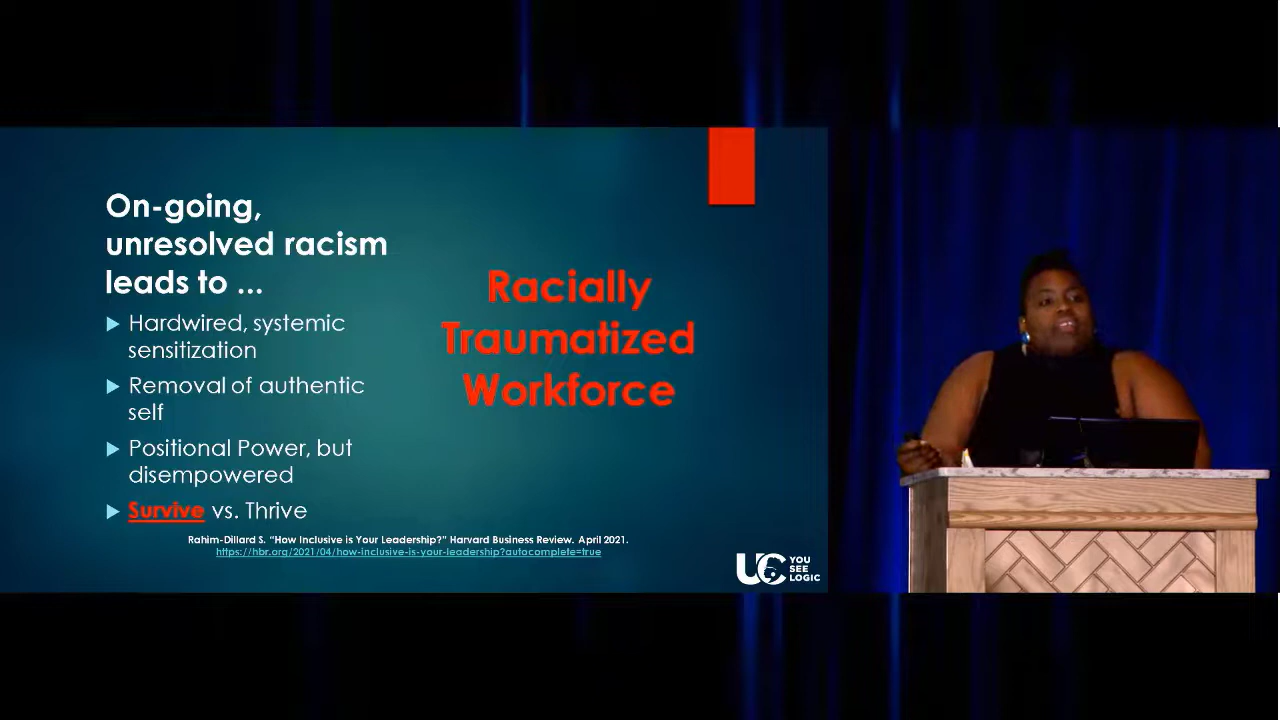 On-going,
unresolved racism
leads to ...
Hardwired, systemic
sensitization
Removal of authentic
self
Positional Power, but
disempowered
Survive vs. Thrive
Racially
Traumatized
Workforce
Rahim-Dillard S. “How Inclusive is Your Leadership?” Harvard Business Review. April 2021.
https://hbr.org/2021/04/how-inclusive-is-your-leadership?autocomplete=true
UC YOU
SEE
LOGIC